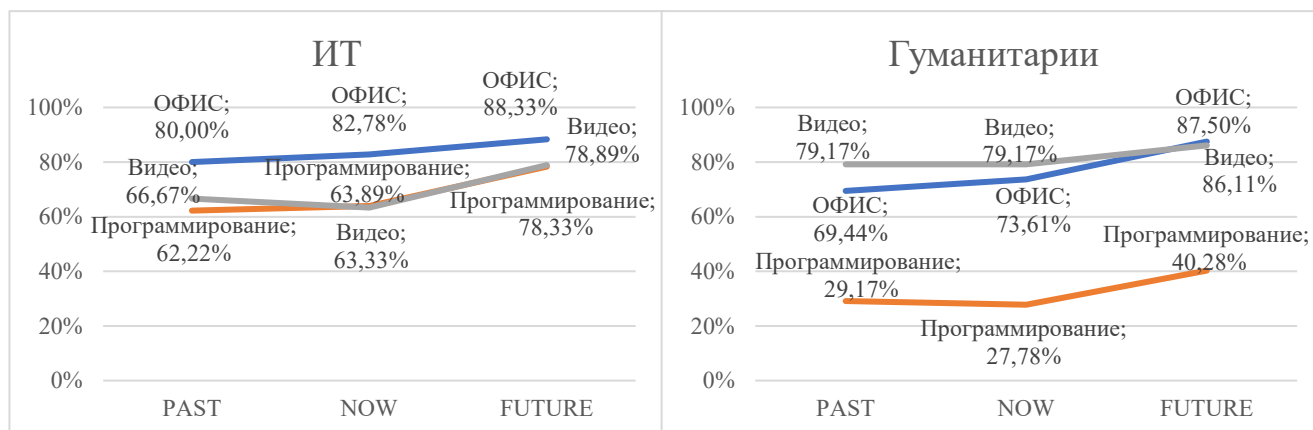 ИТ
ОФИС;
80,00%
ОФИС;
82,78%
ОФИС;
88,33%
Видео;
66,67%
Программирование;
63,89%
Видео;
78,89%
Программирование;
62,22%
Видео;
63,33%
Программирование;
78,33%
100%
80%
60%
40%
20%
0%
PAST
NOW
FUTURE
Гуманитарии
Видео;
79,17%
Видео;
79,17%
ОФИС;
87,50%
ОФИС;
69,44%
ОФИС;
73,61%
Видео;
86,11%
Программирование;
29,17%
Программирование;
27,78%
Программирование;
40,28%
100%
80%
60%
40%
20%
0%
PAST
NOW
FUTURE